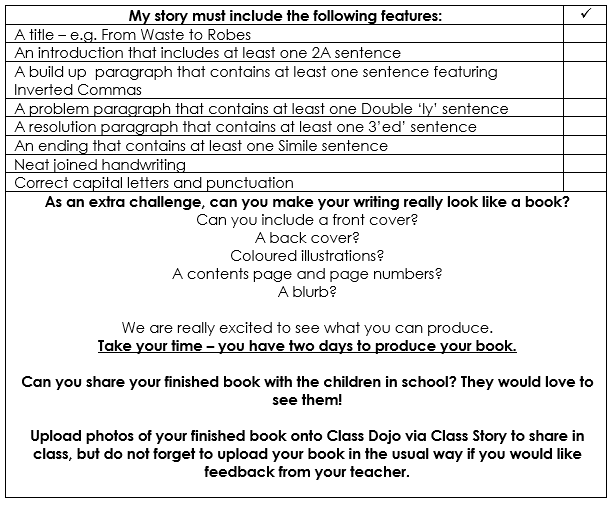 My story must include the following features: ✓
A title – e.g. From Waste to Robes
An introduction that includes at least one 2A sentence
A build up paragraph that contains at least one sentence featuring
Inverted Commas
A problem paragraph that contains at least one Double ‘ly’ sentence
A resolution paragraph that contains at least one 3’ed’ sentence
An ending that contains at least one Simile sentence
Neat joined handwriting
Correct capital letters and punctuation
As an extra challenge, can you make your writing really look like a book?
Can you include a front cover?
A back cover?
Coloured illustrations?
A contents page and page numbers?
A blurb?
We are really excited to see what you can produce.
Take your time – you have two days to produce your book.
Can you share your finished book with the children in school? They would love to
see them!
Upload photos of your finished book onto Class Dojo via Class Story to share in
class, but do not forget to upload your book in the usual way if you would like
feedback from your teacher.